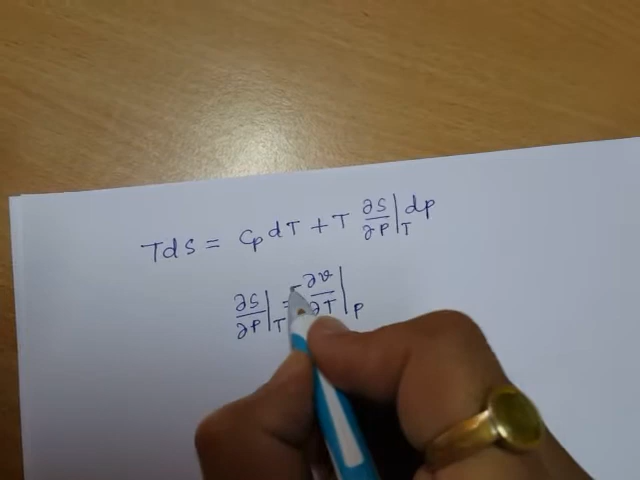 TdS = Cp dT + T ∂S/∂P|T dp
∂S/∂P|T = -∂v/∂T|P